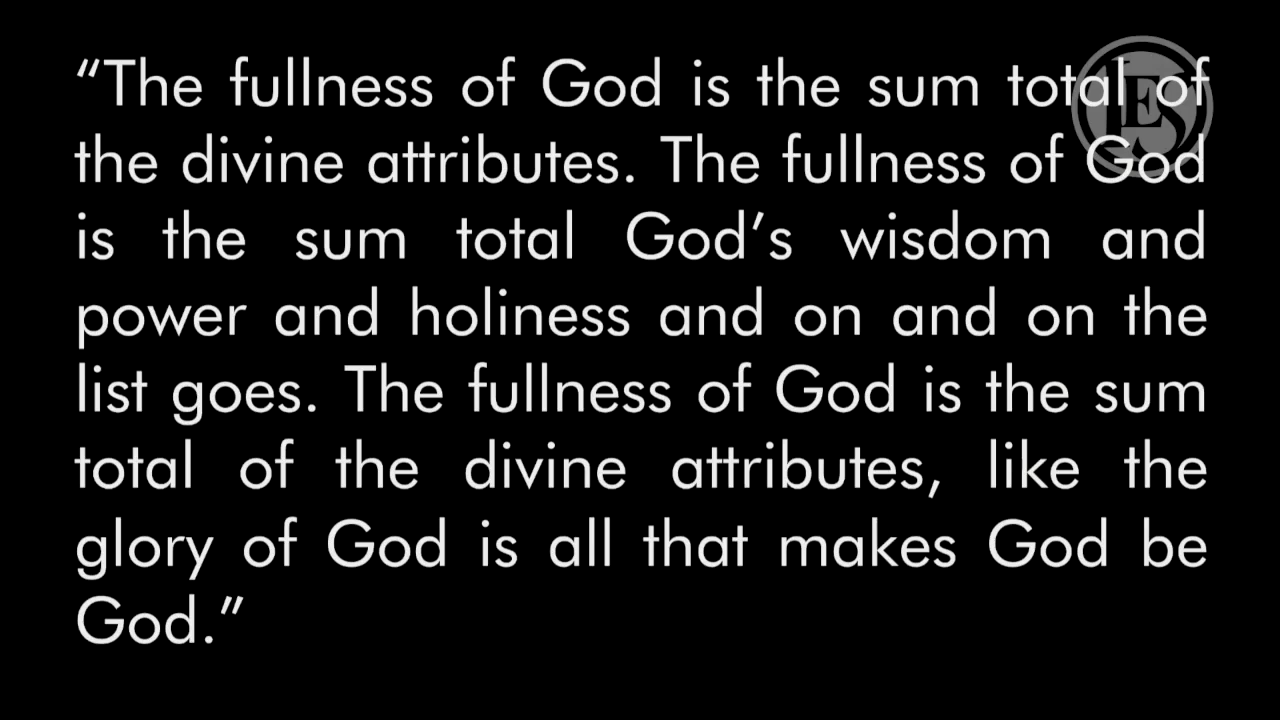 “The fullness of God is the sum total of
the divine attributes. The fullness of God
is the sum total God’s wisdom and
power and holiness and on and on the
list goes. The fullness of God is the sum
total of the divine attributes, like the
glory of God is all that makes God be
God.”
LES